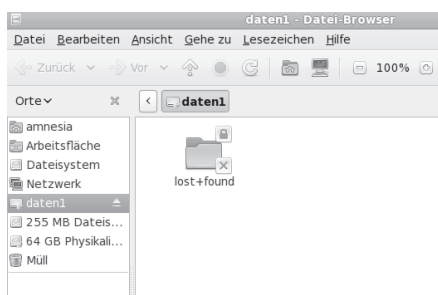 daten1 - Datei-Browser
Datei Bearbeiten Ansicht Gehe zu Lesezeichen Hilfe
Zurück Vor 100%
Orte daten1
amnesia
Arbeitsfläche
Dateisystem
Netzwerk
daten1
255 MB Dateis...
64 GB Physikali...
Müll
lost+found